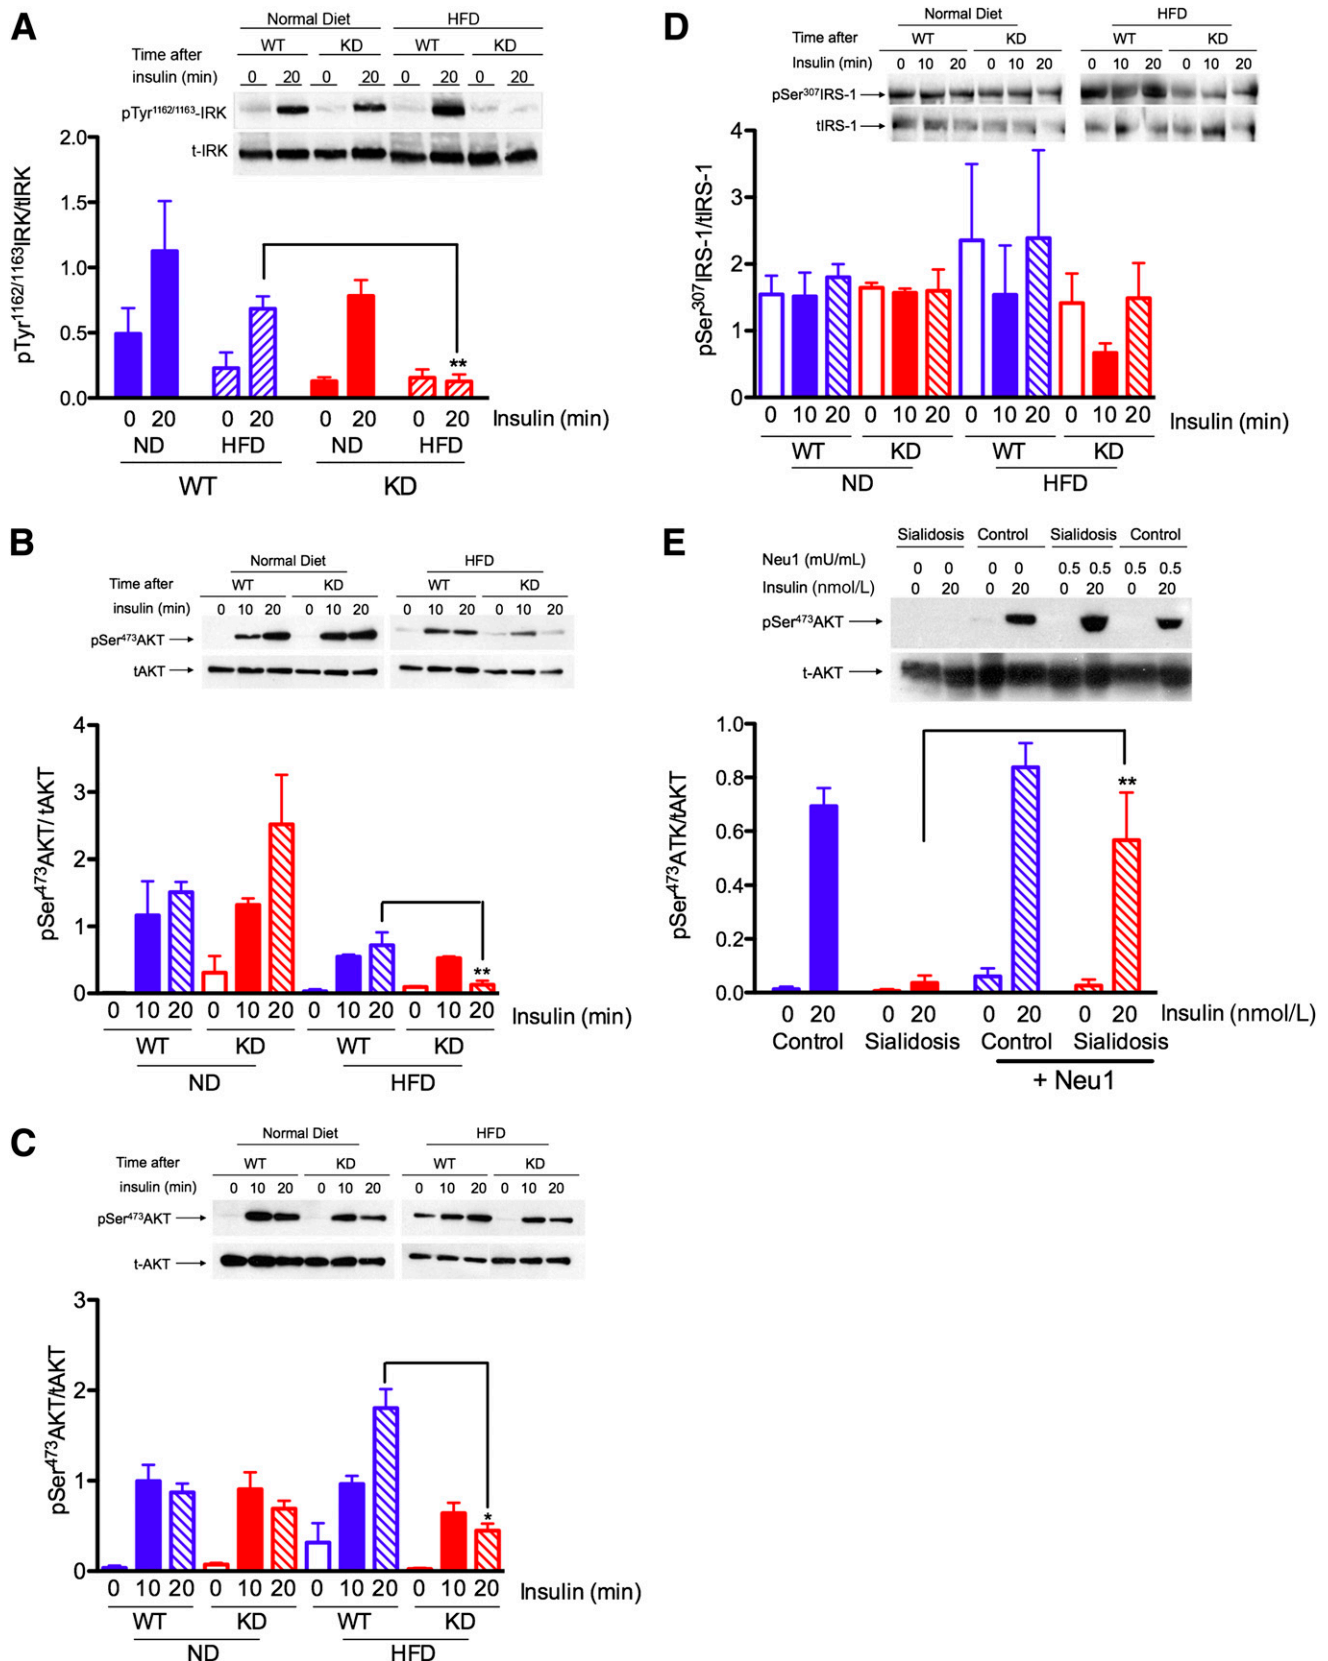 A
Normal Diet HFD
WT KD WT KD
Time after
insulin (min) 0 20 0 20 0 20 0 20
pTyr1162/1163-IRK
t-IRK
pTyr1162/1163IRK/tIRK
2.0
1.5
1.0
0.5
0.0
**
0 20 0 20 0 20 0 20 Insulin (min)
ND HFD ND HFD
WT KD
B
Normal Diet HFD
Time after WT KD WT KD
insulin (min) 0 10 20 0 10 20 0 10 20 0 10 20
pSer473AKT
tAKT
pSer473AKT/ tAKT
4
3
2
1
0
**
0 10 20 0 10 20 0 10 20 0 10 20 Insulin (min)
WT KD WT KD
ND HFD
C
Normal Diet HFD
Time after WT KD WT KD
insulin (min) 0 10 20 0 10 20 0 10 20 0 10 20
pSer473AKT
t-AKT
pSer473AKT/tAKT
3
2
1
0
*
0 10 20 0 10 20 0 10 20 0 10 20 Insulin (min)
WT KD WT KD
ND HFD
D
Normal Diet HFD
Time after WT KD WT KD
Insulin (min) 0 10 20 0 10 20 0 10 20 0 10 20
pSer307IRS-1
tIRS-1
pSer307IRS-1/tIRS-1
4
3
2
1
0
0 10 20 0 10 20 0 10 20 0 10 20 Insulin (min)
WT KD WT KD
ND HFD
E
Sialidosis Control Sialidosis Control
Neu1 (mU/mL) 0 0 0 0 0.5 0.5 0.5 0.5
Insulin (nmol/L) 0 20 0 20 0 20 0 20
pSer473AKT
t-AKT
pSer473ATK/tAKT
1.0
0.8
0.6
0.4
0.2
0.0
**
0 20 0 20 0 20 0 20 Insulin (nmol/L)
Control Sialidosis Control Sialidosis
+ Neu1